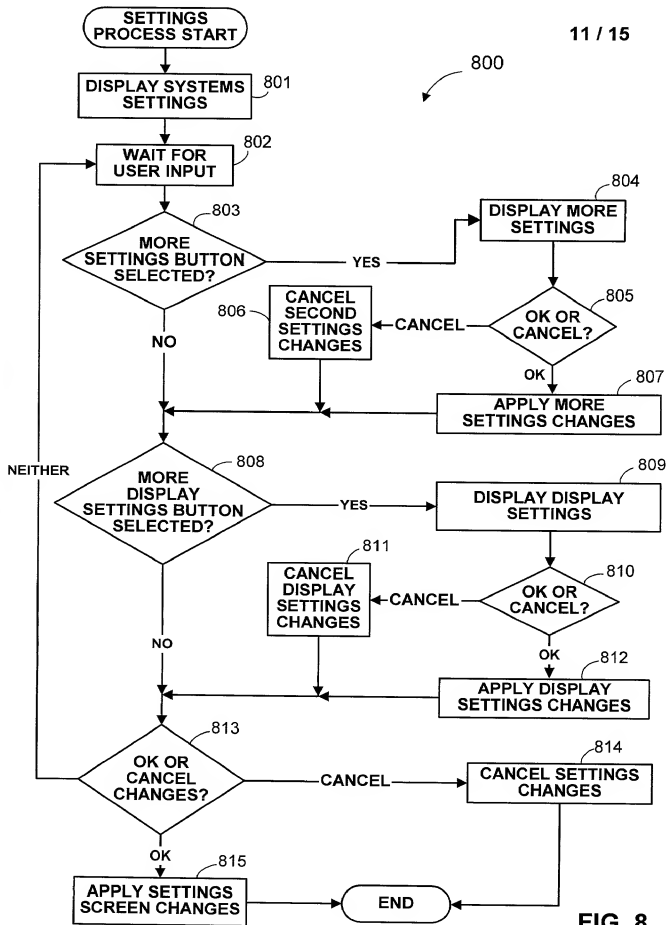 SETTINGS
PROCESS START
11 / 15
800
DISPLAY SYSTEMS
SETTINGS
801
WAIT FOR
USER INPUT
802
803
MORE
SETTINGS BUTTON
SELECTED?
YES
804
DISPLAY MORE
SETTINGS
805
OK OR
CANCEL?
CANCEL
806
CANCEL
SECOND
SETTINGS
CHANGES
NO
OK
807
APPLY MORE
SETTINGS CHANGES
NEITHER
808
MORE
DISPLAY
SETTINGS BUTTON
SELECTED?
YES
809
DISPLAY DISPLAY
SETTINGS
810
OK OR
CANCEL?
CANCEL
811
CANCEL
DISPLAY
SETTINGS
CHANGES
NO
OK
812
APPLY DISPLAY
SETTINGS CHANGES
813
OK OR
CANCEL
CHANGES?
CANCEL
814
CANCEL SETTINGS
CHANGES
OK
815
APPLY SETTINGS
SCREEN CHANGES
END
FIG. 8